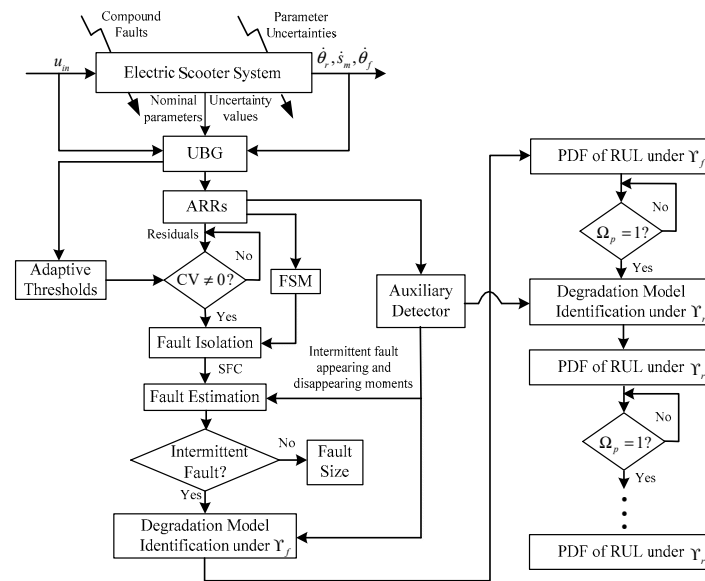 Compound
Faults
Parameter
Uncertainties
u_in
Electric Scooter System
θ̇_r, ṡ_m, θ̇_f
Nominal
parameters
Uncertainty
values
UBG
ARRs
Residuals
No
Adaptive
Thresholds
CV ≠ 0?
FSM
Yes
Fault Isolation
SFC
Fault Estimation
Intermittent
Fault?
No
Fault
Size
Yes
Degradation Model
Identification under ϒ_f
Auxiliary
Detector
Intermittent fault
appearing and
disappearing moments
PDF of RUL under ϒ_f
No
Ω_p = 1?
Yes
Degradation Model
Identification under ϒ_r
PDF of RUL under ϒ_r
No
Ω_p = 1?
Yes
PDF of RUL under ϒ_r